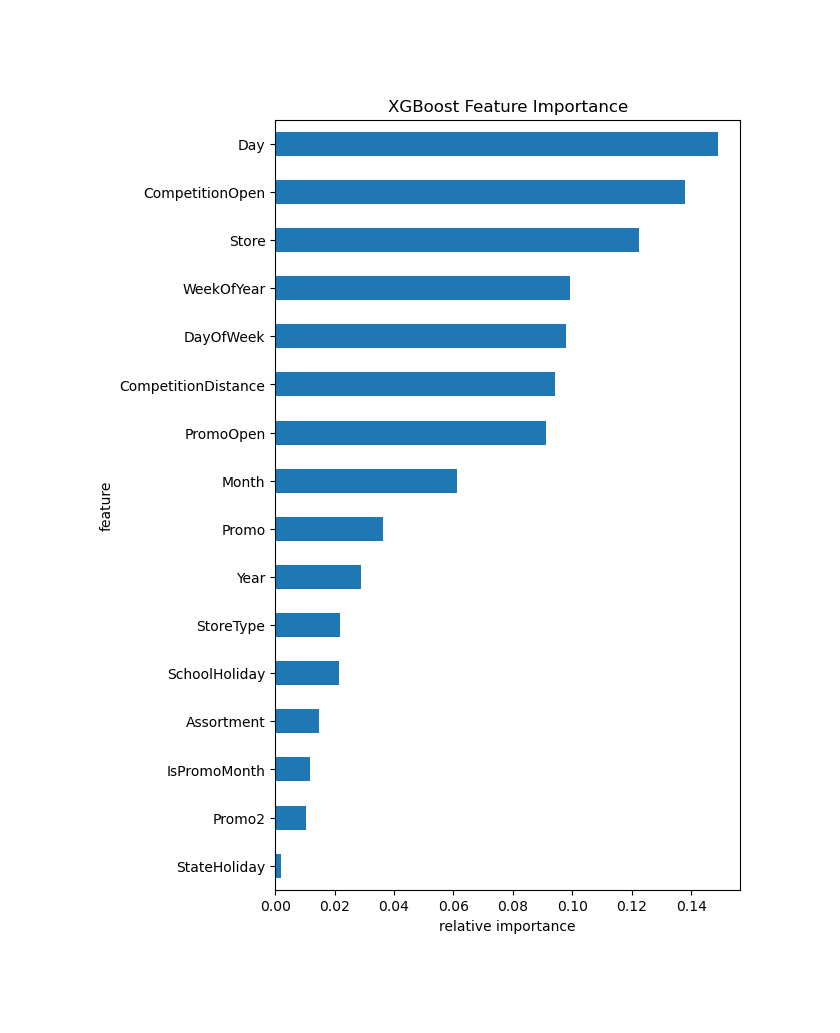 XGBoost Feature Importance
Day
CompetitionOpen
Store
WeekOfYear
DayOfWeek
CompetitionDistance
PromoOpen
Month
feature
Promo
Year
StoreType
SchoolHoliday
Assortment
IsPromoMonth
Promo2
StateHoliday
0.00 0.02 0.04 0.06 0.08 0.10 0.12 0.14
relative importance